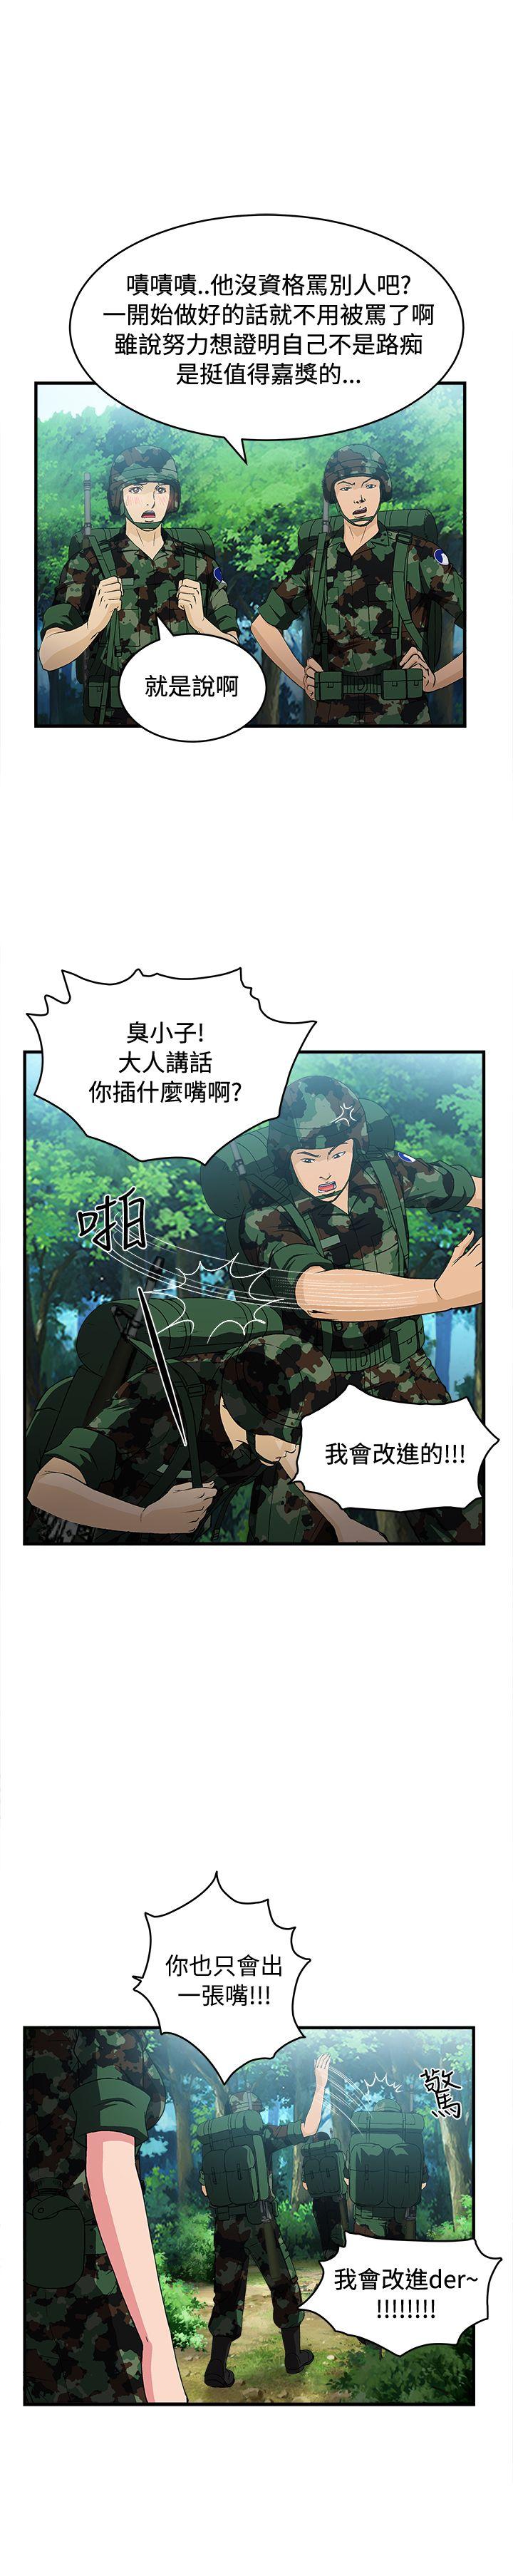 嘖嘖嘖..他沒資格罵別人吧?
一開始做好的話就不用被罵了啊
雖說努力想證明自己不是路痴
是挺值得嘉獎的...
就是說啊
臭小子!
大人講話
你插什麼嘴啊?
啪
我會改進的!!!
你也只會出
一張嘴!!!
驚
我會改進der~
!!!!!!!!